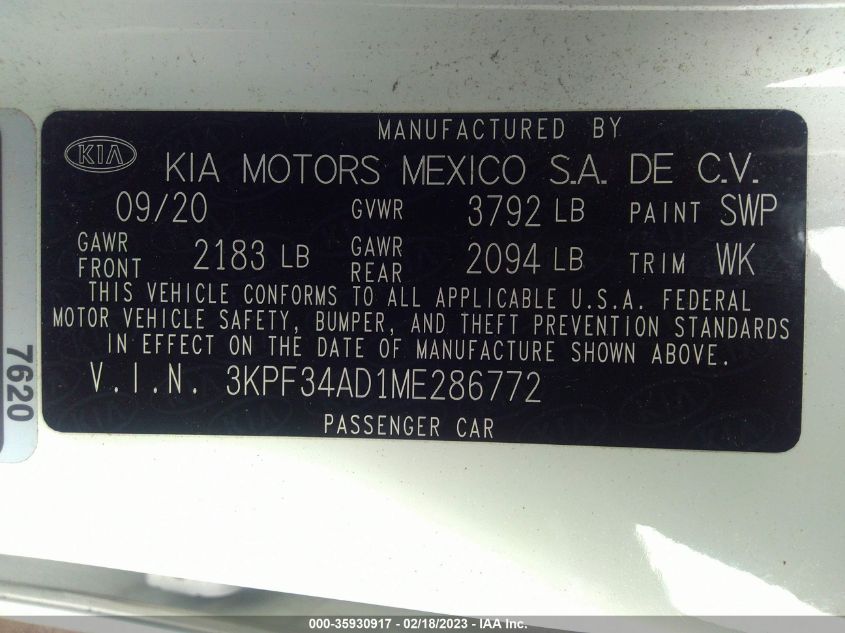 MANUFACTURED BY
KIA KIA MOTORS MEXICO S.A. DE C.V.
09/20 GVWR 3792 LB PAINT SWP
GAWR FRONT 2183 LB GAWR REAR 2094 LB TRIM WK
THIS VEHICLE CONFORMS TO ALL APPLICABLE U.S.A. FEDERAL
MOTOR VEHICLE SAFETY, BUMPER, AND THEFT PREVENTION STANDARDS
IN EFFECT ON THE DATE OF MANUFACTURE SHOWN ABOVE.
V.I.N. 3KPF34AD1ME286772
PASSENGER CAR
7620
000-35930917 - 02/18/2023 - IAA Inc.